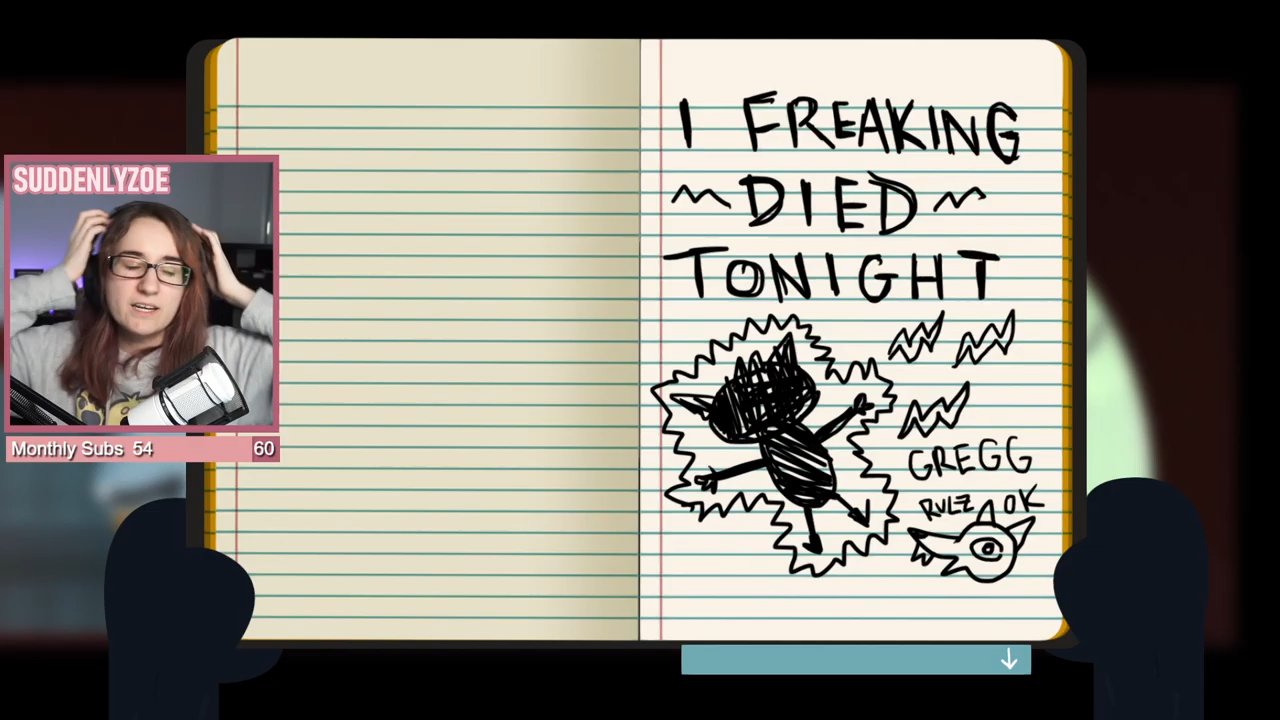 SUDDENLYZOE
Monthly Subs 54 60
I FREAKING
~DIED~
TONIGHT
GREGG
RULZ OK